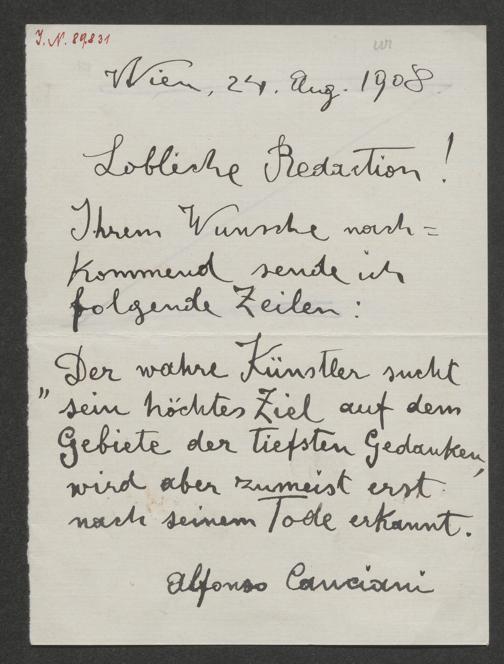 I. N. 89831
Wien, 24. Aug. 1908
Lobliche Redaction!
Ihrem Wunsche nach=
kommend sende ich
folgende Zeilen:
„Der wahre Künstler sucht
sein höchtes Ziel auf dem
Gebiete der tiefsten Gedanken,
wird aber zumeist erst
nach seinem Tode erkannt.
Alfonso Canciani